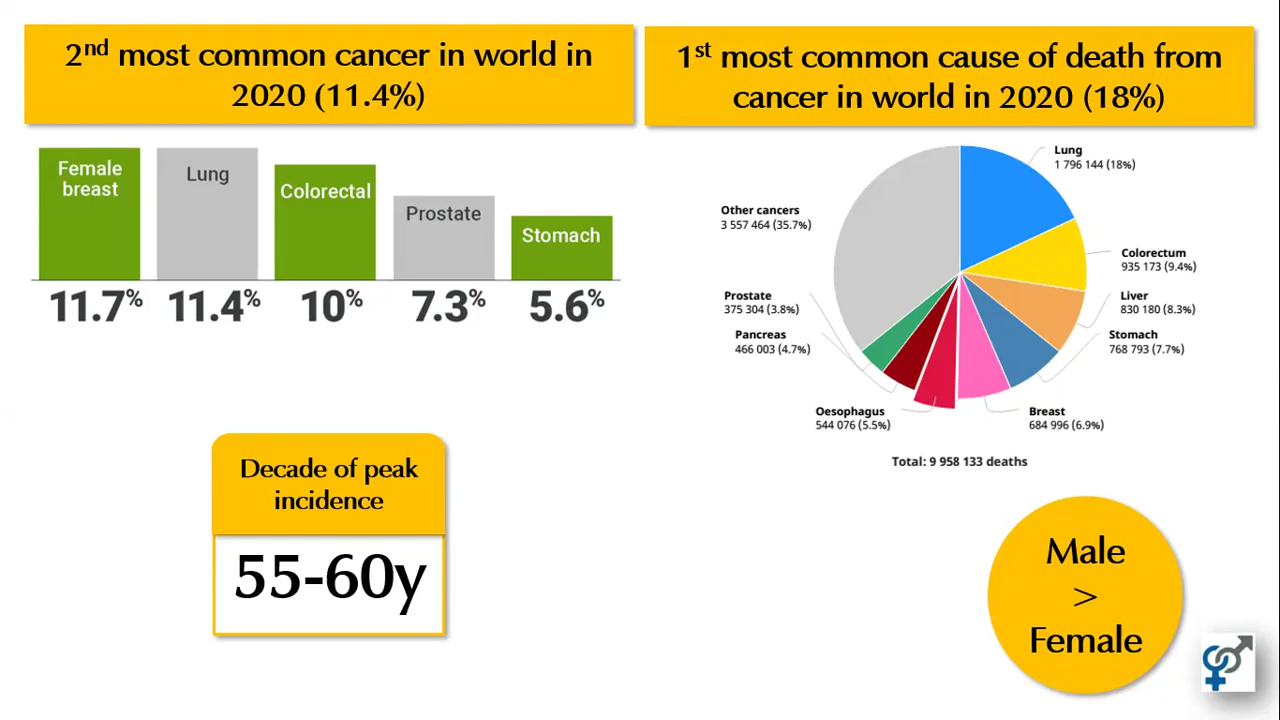 2nd most common cancer in world in
2020 (11.4%)
1st most common cause of death from
cancer in world in 2020 (18%)
Female
breast
Lung
Colorectal
Prostate
Stomach
11.7%
11.4%
10%
7.3%
5.6%
Lung
1 796 144 (18%)
Other cancers
3 557 464 (35.7%)
Colorectum
935 173 (9.4%)
Prostate
375 304 (3.8%)
Liver
830 180 (8.3%)
Pancreas
466 003 (4.7%)
Stomach
768 793 (7.7%)
Oesophagus
544 076 (5.5%)
Breast
684 996 (6.9%)
Total: 9 958 133 deaths
Decade of peak
incidence
55-60y
Male
>
Female